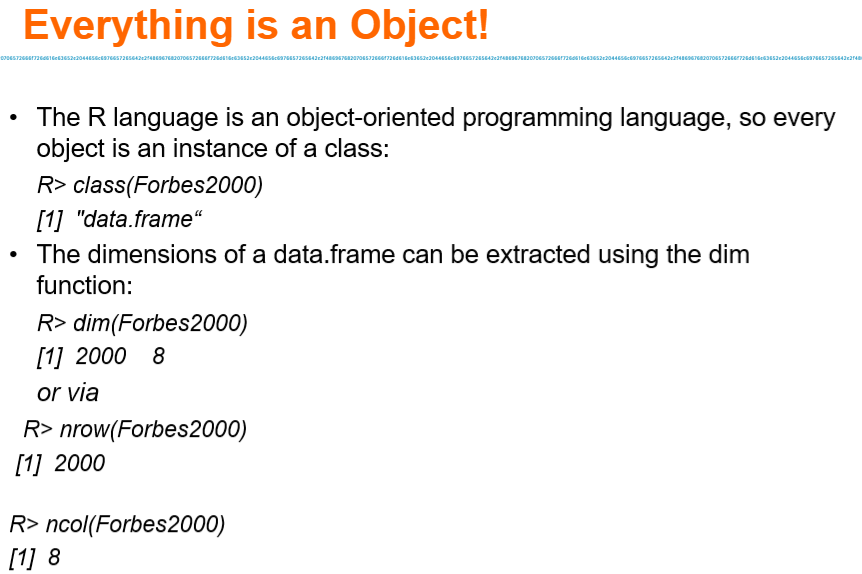 Everything is an Object!
• The R language is an object-oriented programming language, so every
object is an instance of a class:
R> class(Forbes2000)
[1] "data.frame“
• The dimensions of a data.frame can be extracted using the dim
function:
R> dim(Forbes2000)
[1] 2000 8
or via
R> nrow(Forbes2000)
[1] 2000
R> ncol(Forbes2000)
[1] 8